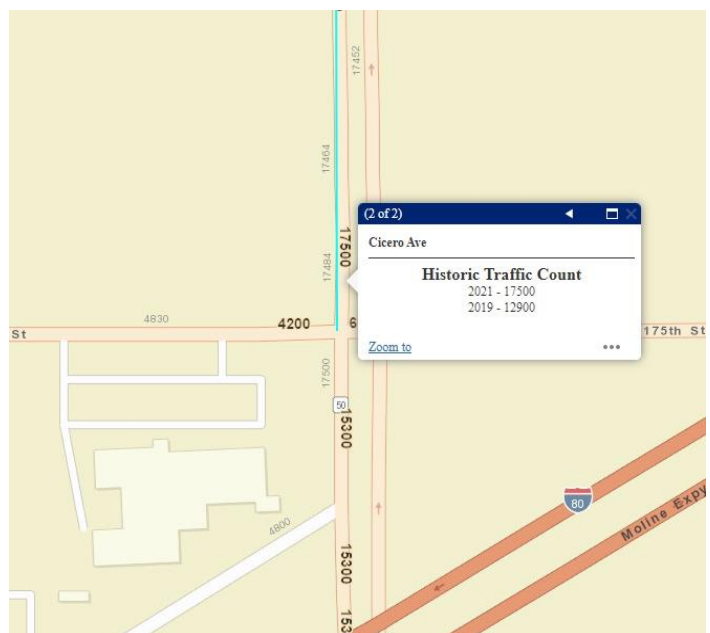 17452
17464
(2 of 2)
Cicero Ave
17500
17484
Historic Traffic Count
2021 - 17500
2019 - 12900
4830
4200
6
St
175th St
Zoom to
17500
50
15300
80
Moline Expy
4800
15300
153